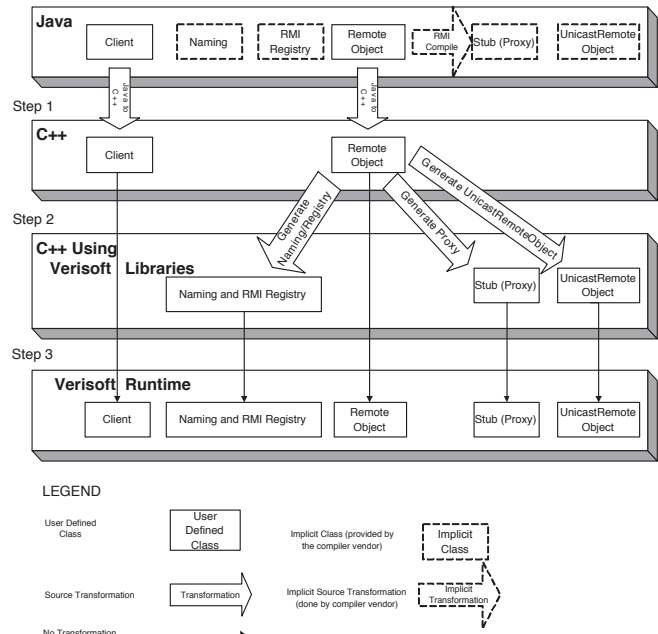 Java
Client
Naming
RMI
Registry
Remote
Object
RMI
Compile
Stub (Proxy)
UnicastRemote
Object
Java to
C++
Java to
C++
Step 1
C++
Client
Remote
Object
Generate
Naming/Registry
Generate Proxy
Generate UnicastRemoteObject
Step 2
C++ Using
Verisoft Libraries
Naming and RMI Registry
Stub (Proxy)
UnicastRemote
Object
Step 3
Verisoft Runtime
Client
Naming and RMI Registry
Remote
Object
Stub (Proxy)
UnicastRemote
Object
LEGEND
User Defined
Class
User
Defined
Class
Implicit Class (provided by
the compiler vendor)
Implicit
Class
Source Transformation
Transformation
Implicit Source Transformation
(done by compiler vendor)
Implicit
Transformation
No Transformation